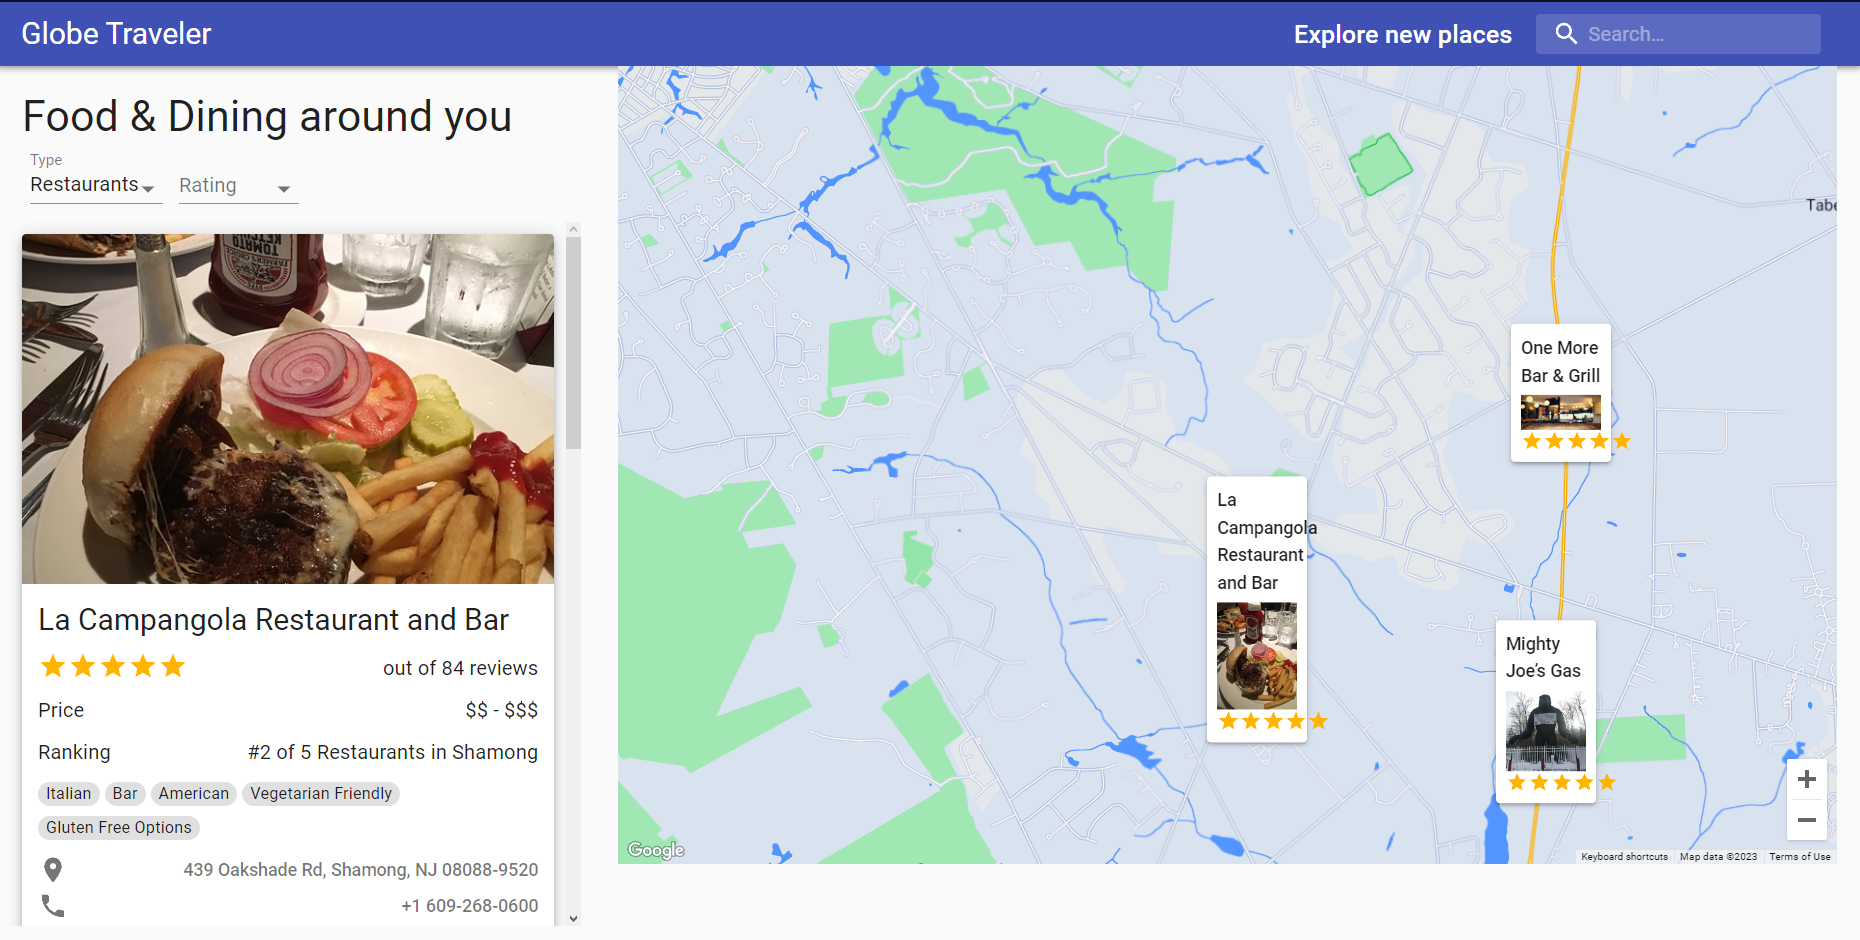 Globe Traveler
Explore new places
Search…
Food & Dining around you
Type
Restaurants
Rating
TOMATO
KETCHUP
La Campangola Restaurant and Bar
out of 84 reviews
Price
$$ - $$$
Ranking
#2 of 5 Restaurants in Shamong
Italian
Bar
American
Vegetarian Friendly
Gluten Free Options
439 Oakshade Rd, Shamong, NJ 08088-9520
+1 609-268-0600
Tabe
One More
Bar & Grill
La
Campangola
Restaurant
and Bar
Mighty
Joe’s Gas
+
−
Google
Keyboard shortcuts
Map data ©2023
Terms of Use